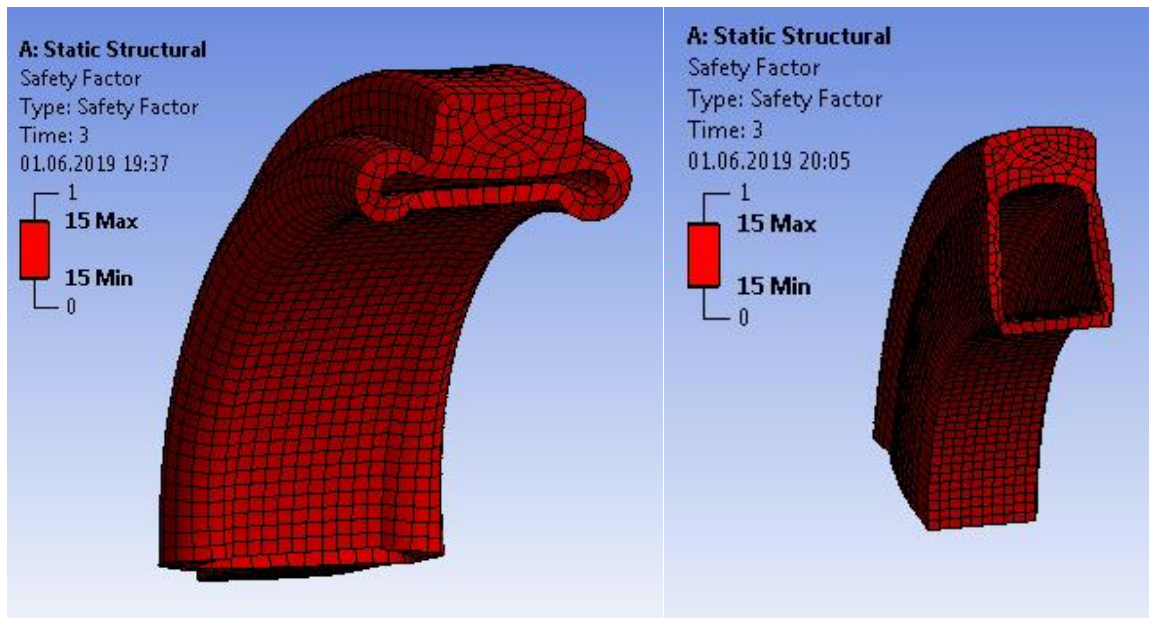 A: Static Structural
Safety Factor
Type: Safety Factor
Time: 3
01.06.2019 19:37
1
15 Max
15 Min
0
A: Static Structural
Safety Factor
Type: Safety Factor
Time: 3
01.06.2019 20:05
1
15 Max
15 Min
0